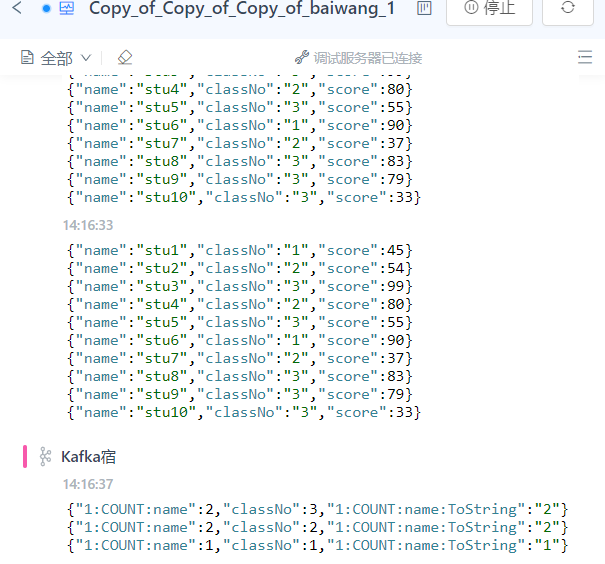 Copy_of_Copy_of_Copy_of_baiwang_1
停止
全部
调试服务器已连接
{"name":"stu4","classNo":"2","score":80}
{"name":"stu5","classNo":"3","score":55}
{"name":"stu6","classNo":"1","score":90}
{"name":"stu7","classNo":"2","score":37}
{"name":"stu8","classNo":"3","score":83}
{"name":"stu9","classNo":"3","score":79}
{"name":"stu10","classNo":"3","score":33}
14:16:33
{"name":"stu1","classNo":"1","score":45}
{"name":"stu2","classNo":"2","score":54}
{"name":"stu3","classNo":"3","score":99}
{"name":"stu4","classNo":"2","score":80}
{"name":"stu5","classNo":"3","score":55}
{"name":"stu6","classNo":"1","score":90}
{"name":"stu7","classNo":"2","score":37}
{"name":"stu8","classNo":"3","score":83}
{"name":"stu9","classNo":"3","score":79}
{"name":"stu10","classNo":"3","score":33}
Kafka宿
14:16:37
{"1:COUNT:name":2,"classNo":3,"1:COUNT:name:ToString":"2"}
{"1:COUNT:name":2,"classNo":2,"1:COUNT:name:ToString":"2"}
{"1:COUNT:name":1,"classNo":1,"1:COUNT:name:ToString":"1"}